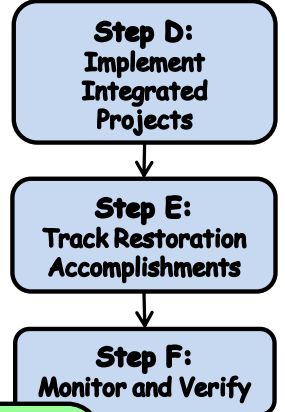 Step D:
Implement
Integrated
Projects
Step E:
Track Restoration
Accomplishments
Step F:
Monitor and Verify